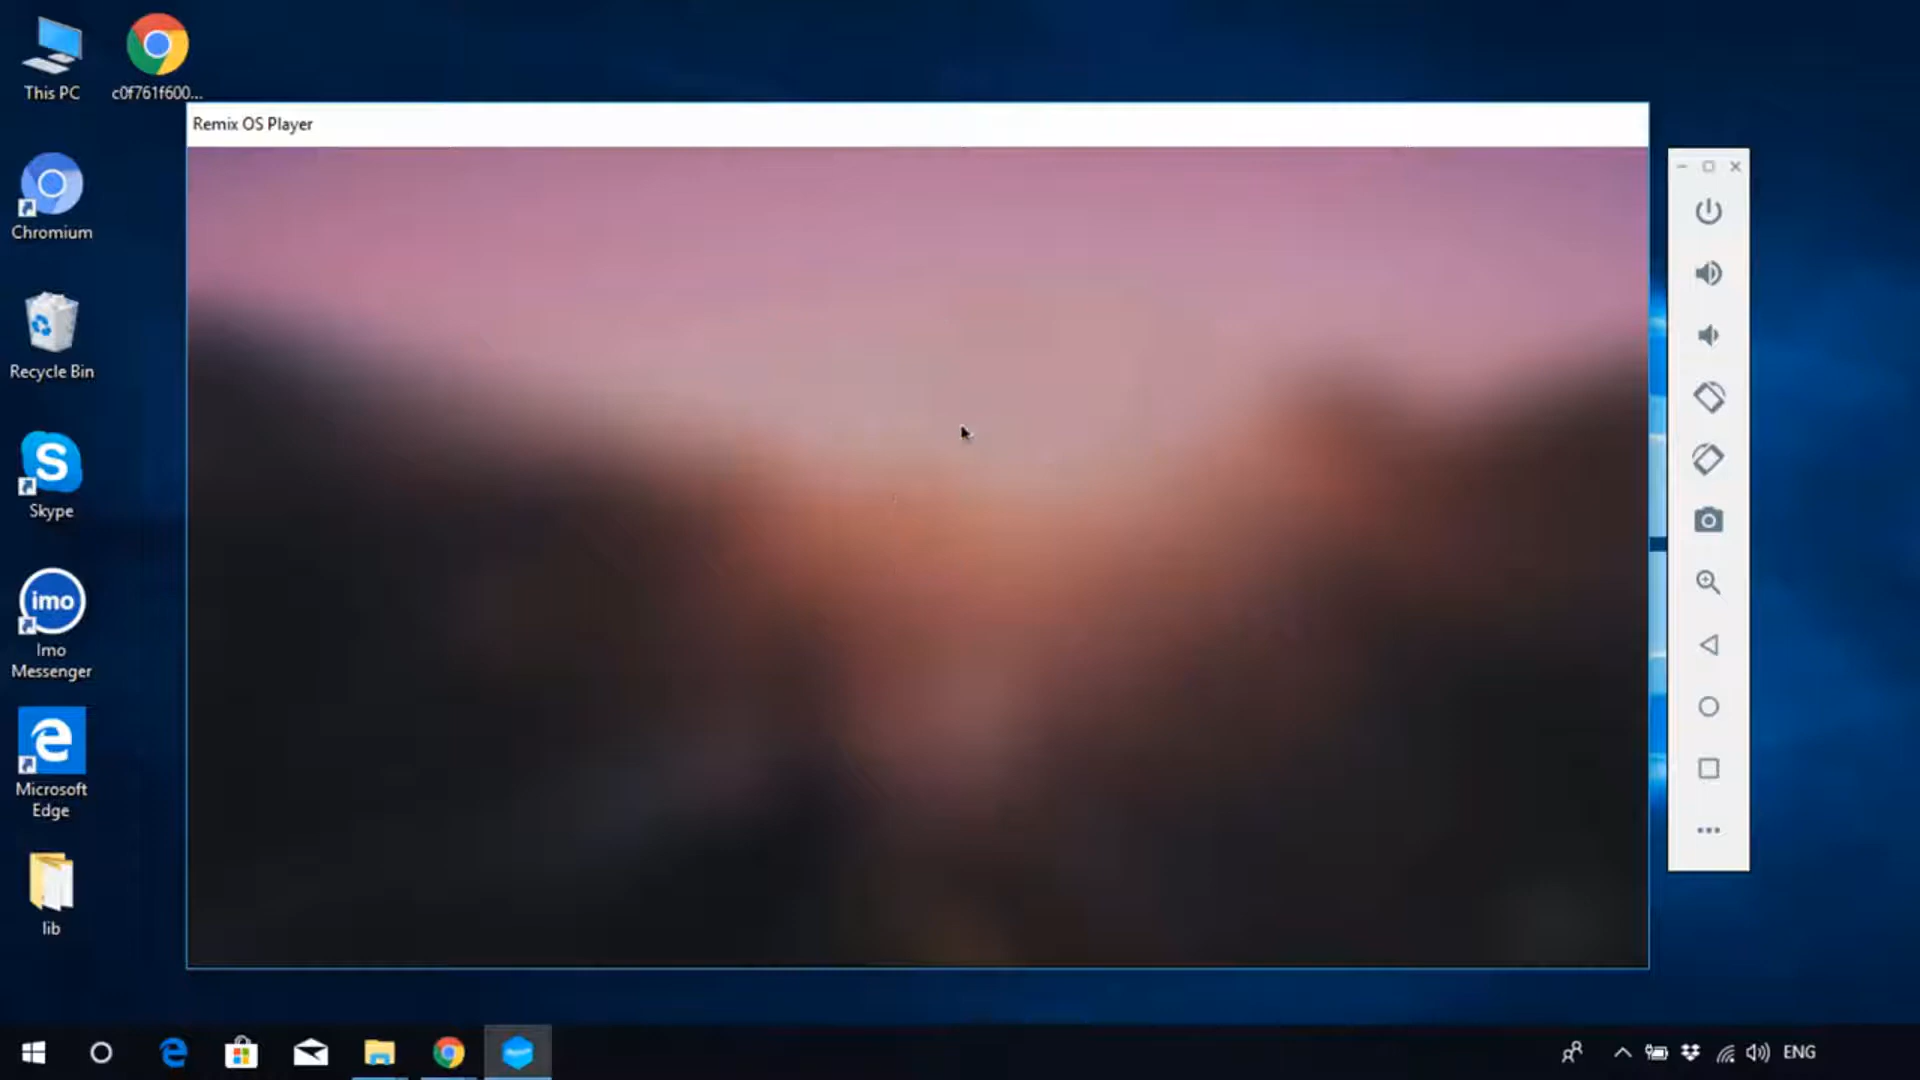 This PC
c0f761f600...
Remix OS Player
Chromium
Recycle Bin
S
Skype
imo
Imo
Messenger
Microsoft
Edge
lib
ENG